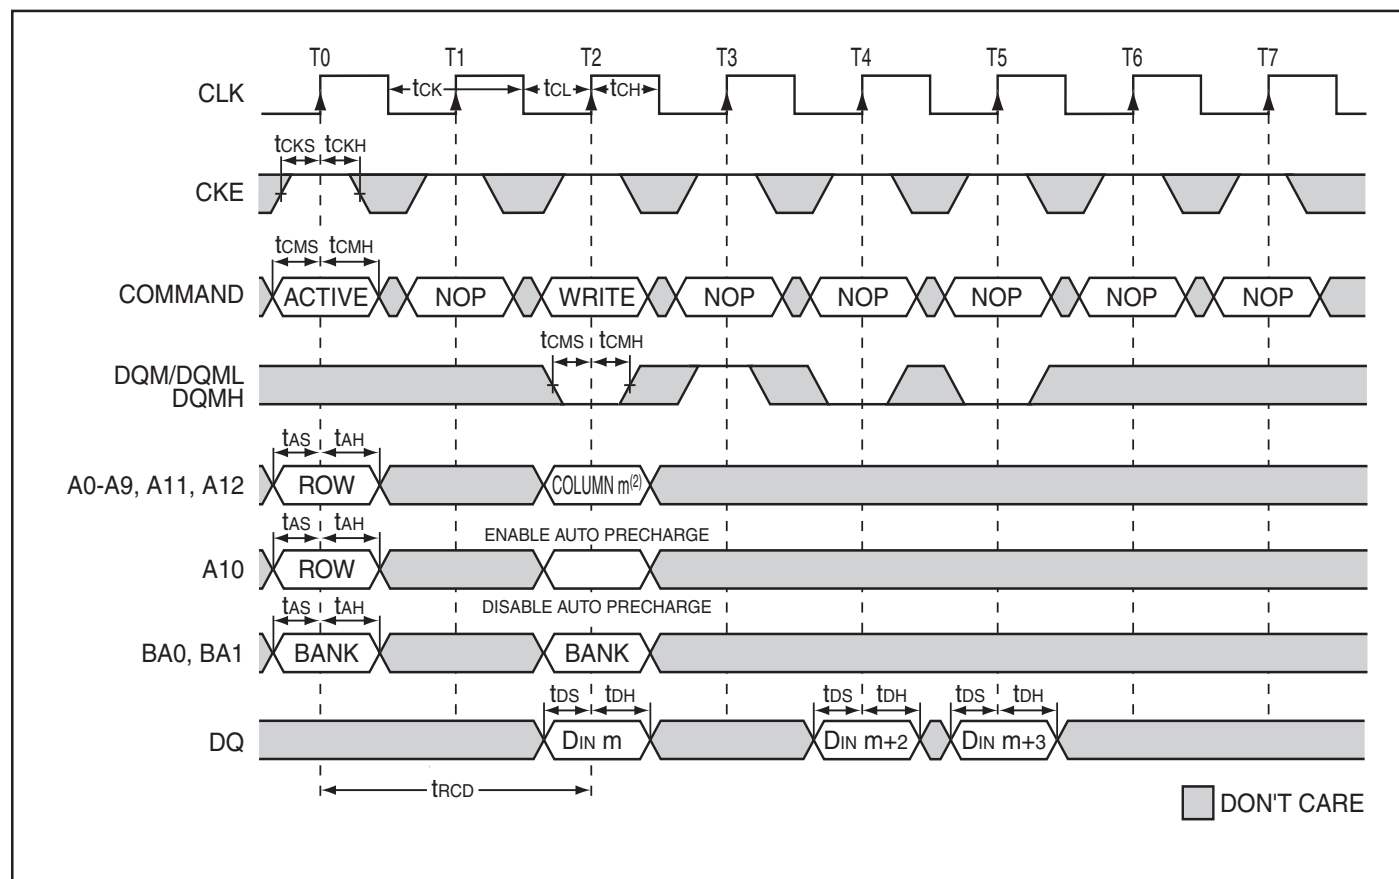 T0 T1 T2 T3 T4 T5 T6 T7
CLK tCK tCL tCH
tCKS tCKH
CKE
tCMS tCMH
COMMAND ACTIVE NOP WRITE NOP NOP NOP NOP NOP
tCMS tCMH
DQM/DQML
DQMH
tAS tAH
A0-A9, A11, A12 ROW COLUMN m(2)
tAS tAH ENABLE AUTO PRECHARGE
A10 ROW
tAS tAH DISABLE AUTO PRECHARGE
BA0, BA1 BANK BANK
tDS tDH tDS tDH tDS tDH
DQ DIN m DIN m+2 DIN m+3
tRCD
DON'T CARE